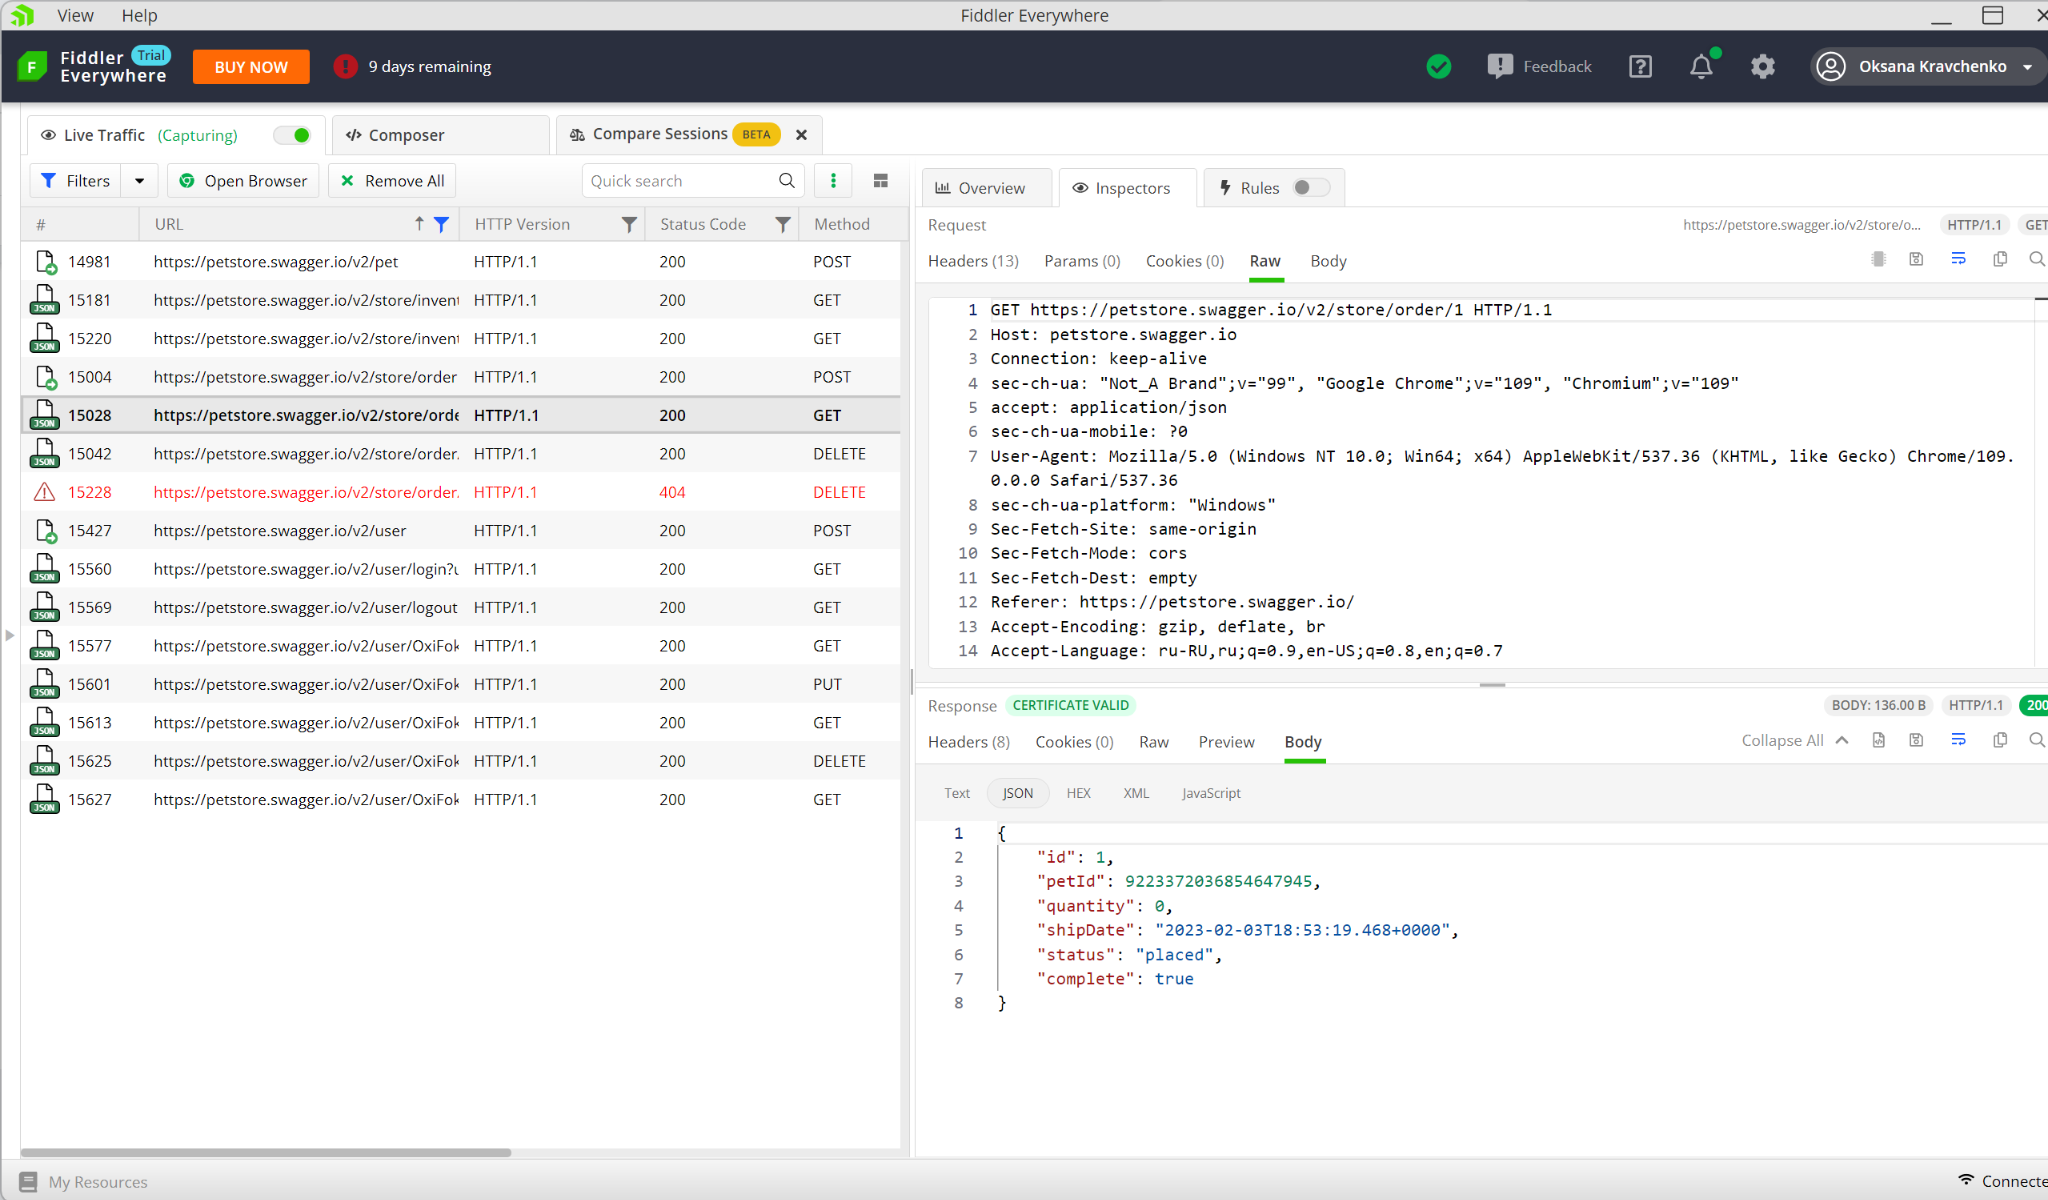 View Help Fiddler Everywhere
Fiddler Trial
Everywhere
BUY NOW
9 days remaining
Feedback
Oksana Kravchenko
Live Traffic (Capturing)
Composer
Compare Sessions BETA
Filters Open Browser Remove All Quick search
# URL HTTP Version Status Code Method
14981 https://petstore.swagger.io/v2/pet HTTP/1.1 200 POST
JSON 15181 https://petstore.swagger.io/v2/store/invent HTTP/1.1 200 GET
JSON 15220 https://petstore.swagger.io/v2/store/invent HTTP/1.1 200 GET
15004 https://petstore.swagger.io/v2/store/order HTTP/1.1 200 POST
JSON 15028 https://petstore.swagger.io/v2/store/orde HTTP/1.1 200 GET
JSON 15042 https://petstore.swagger.io/v2/store/order. HTTP/1.1 200 DELETE
15228 https://petstore.swagger.io/v2/store/order. HTTP/1.1 404 DELETE
15427 https://petstore.swagger.io/v2/user HTTP/1.1 200 POST
JSON 15560 https://petstore.swagger.io/v2/user/login?u HTTP/1.1 200 GET
JSON 15569 https://petstore.swagger.io/v2/user/logout HTTP/1.1 200 GET
JSON 15577 https://petstore.swagger.io/v2/user/OxiFok HTTP/1.1 200 GET
JSON 15601 https://petstore.swagger.io/v2/user/OxiFok HTTP/1.1 200 PUT
JSON 15613 https://petstore.swagger.io/v2/user/OxiFok HTTP/1.1 200 GET
JSON 15625 https://petstore.swagger.io/v2/user/OxiFok HTTP/1.1 200 DELETE
JSON 15627 https://petstore.swagger.io/v2/user/OxiFok HTTP/1.1 200 GET
Overview Inspectors Rules
Request https://petstore.swagger.io/v2/store/o... HTTP/1.1 GET
Headers (13) Params (0) Cookies (0) Raw Body
1 GET https://petstore.swagger.io/v2/store/order/1 HTTP/1.1
2 Host: petstore.swagger.io
3 Connection: keep-alive
4 sec-ch-ua: "Not_A Brand";v="99", "Google Chrome";v="109", "Chromium";v="109"
5 accept: application/json
6 sec-ch-ua-mobile: ?0
7 User-Agent: Mozilla/5.0 (Windows NT 10.0; Win64; x64) AppleWebKit/537.36 (KHTML, like Gecko) Chrome/109.
0.0.0 Safari/537.36
8 sec-ch-ua-platform: "Windows"
9 Sec-Fetch-Site: same-origin
10 Sec-Fetch-Mode: cors
11 Sec-Fetch-Dest: empty
12 Referer: https://petstore.swagger.io/
13 Accept-Encoding: gzip, deflate, br
14 Accept-Language: ru-RU,ru;q=0.9,en-US;q=0.8,en;q=0.7
Response CERTIFICATE VALID BODY: 136.00 B HTTP/1.1 200
Headers (8) Cookies (0) Raw Preview Body Collapse All
Text JSON HEX XML JavaScript
1 {
2 "id": 1,
3 "petId": 9223372036854647945,
4 "quantity": 0,
5 "shipDate": "2023-02-03T18:53:19.468+0000",
6 "status": "placed",
7 "complete": true
8 }
My Resources
Connecte